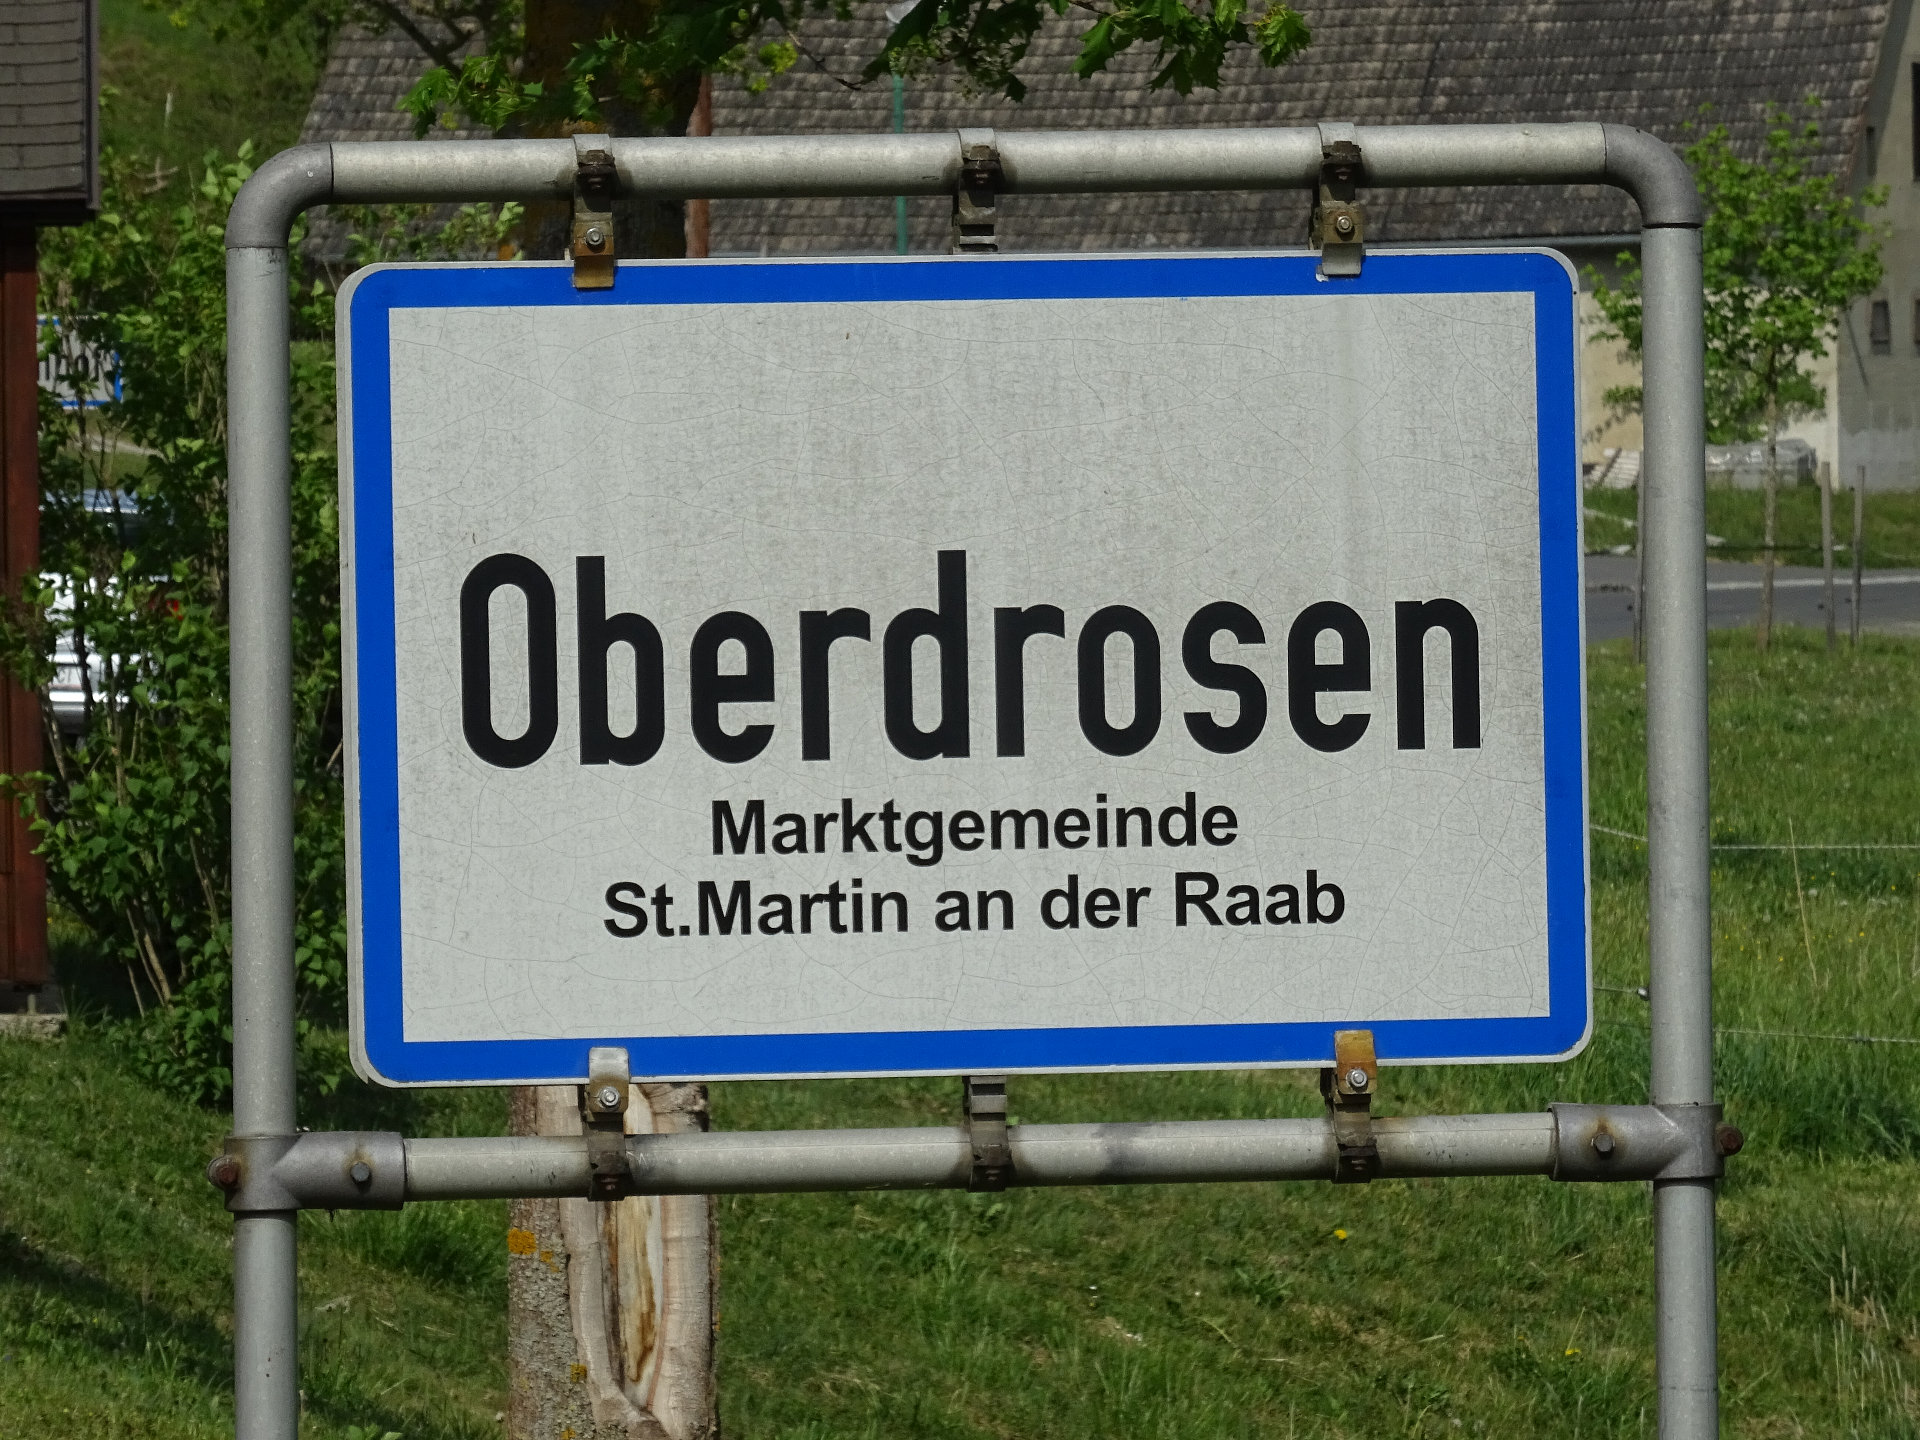 Oberdrosen
Marktgemeinde
St.Martin an der Raab